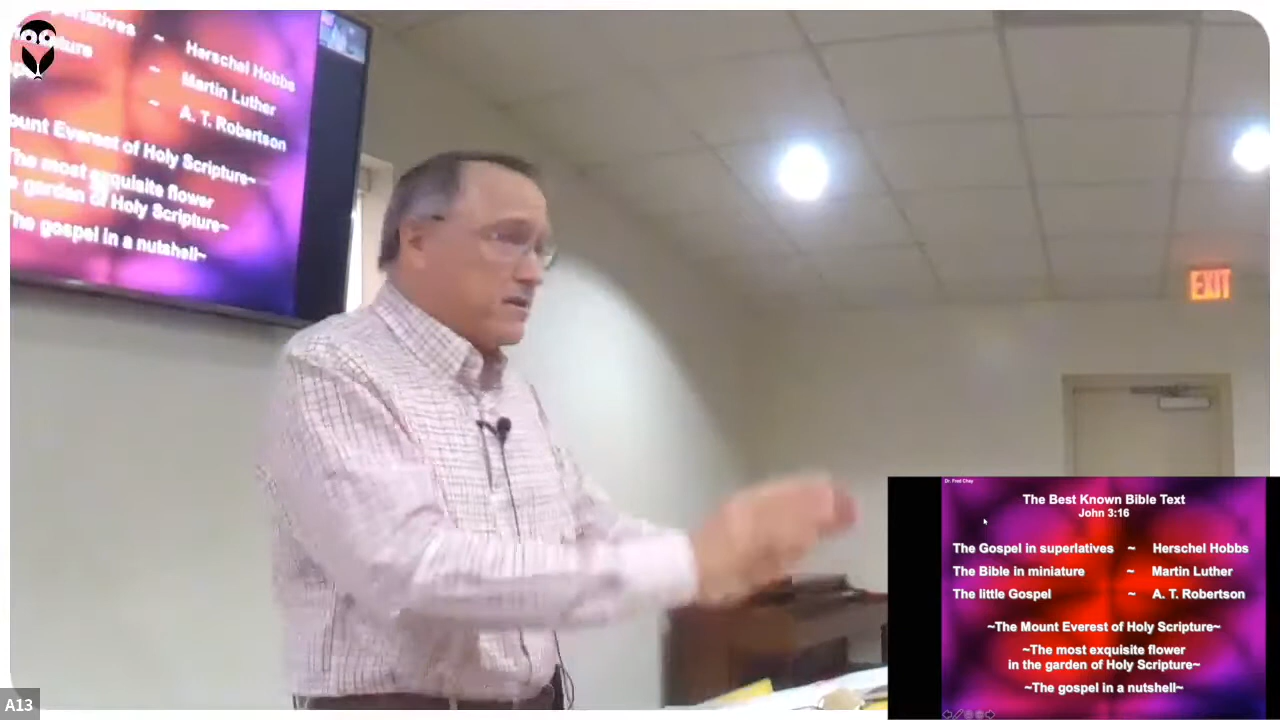 perlatives ~ Herschel Hobbs
ature ~ Martin Luther
~ A. T. Robertson
ount Everest of Holy Scripture~
The most exquisite flower
garden of Holy Scripture~
The gospel in a nutshell~
EXIT
Dr. Fred Chay
The Best Known Bible Text
John 3:16
The Gospel in superlatives ~ Herschel Hobbs
The Bible in miniature ~ Martin Luther
The little Gospel ~ A. T. Robertson
~The Mount Everest of Holy Scripture~
~The most exquisite flower
in the garden of Holy Scripture~
~The gospel in a nutshell~
A13